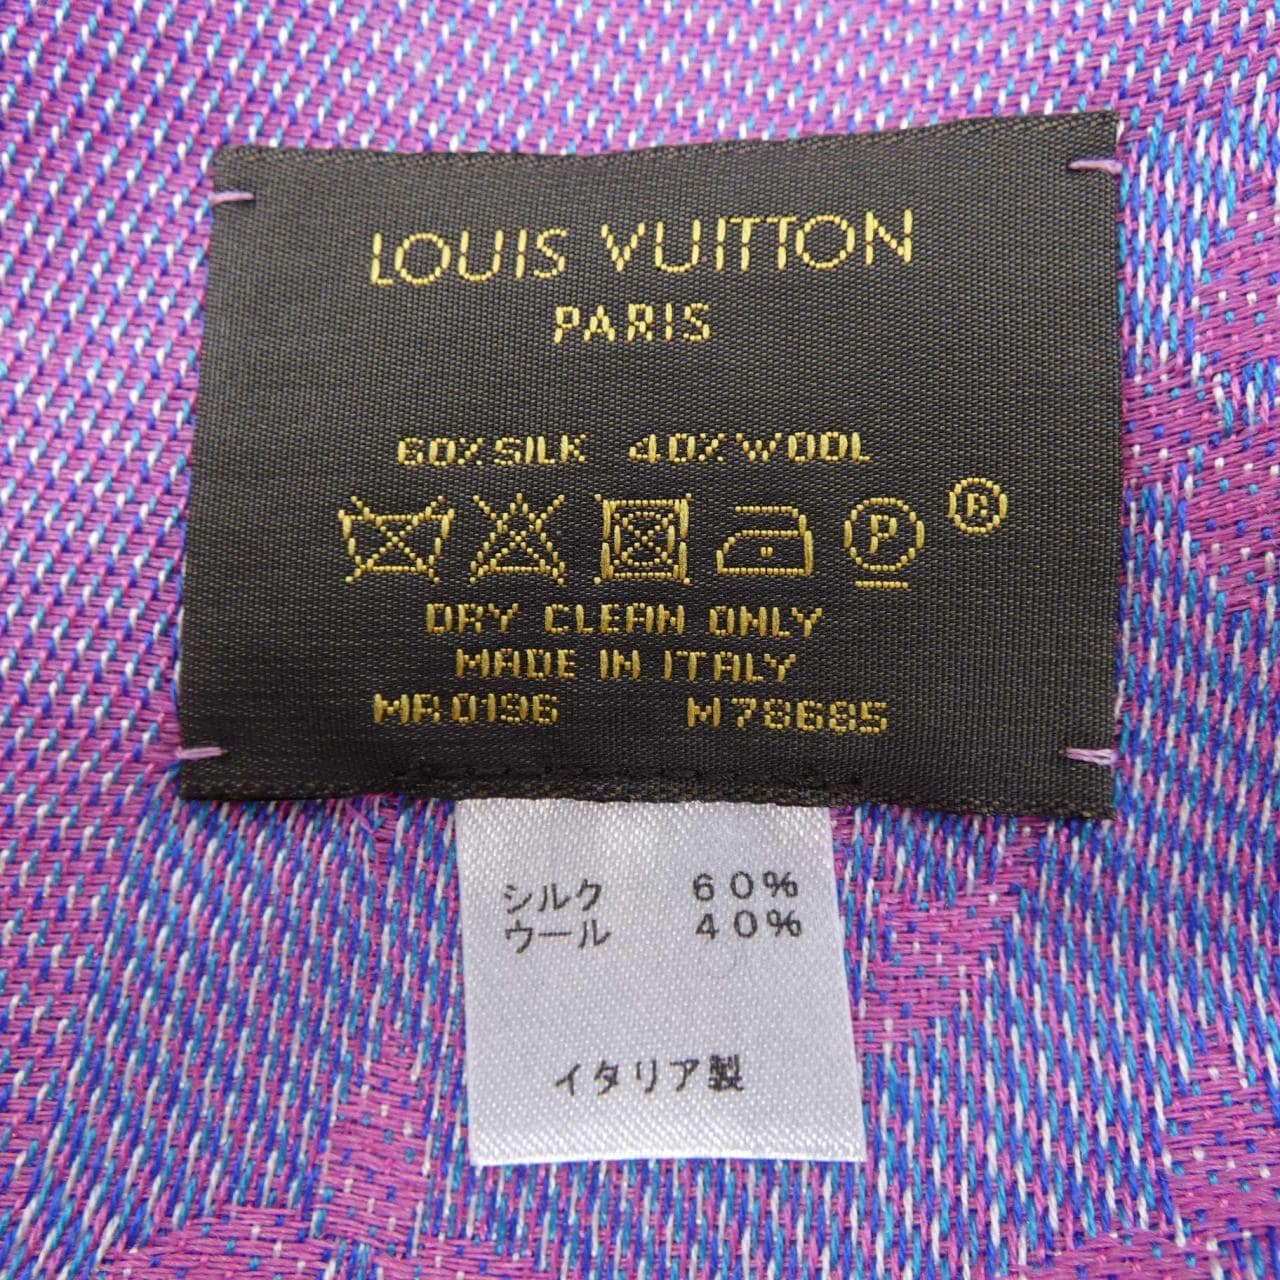 LOUIS VUITTON
PARIS
60% SILK 40% WOOL
P ®
DRY CLEAN ONLY
MADE IN ITALY
MR0196 M78685
シルク 60%
ウール 40%
イタリア製